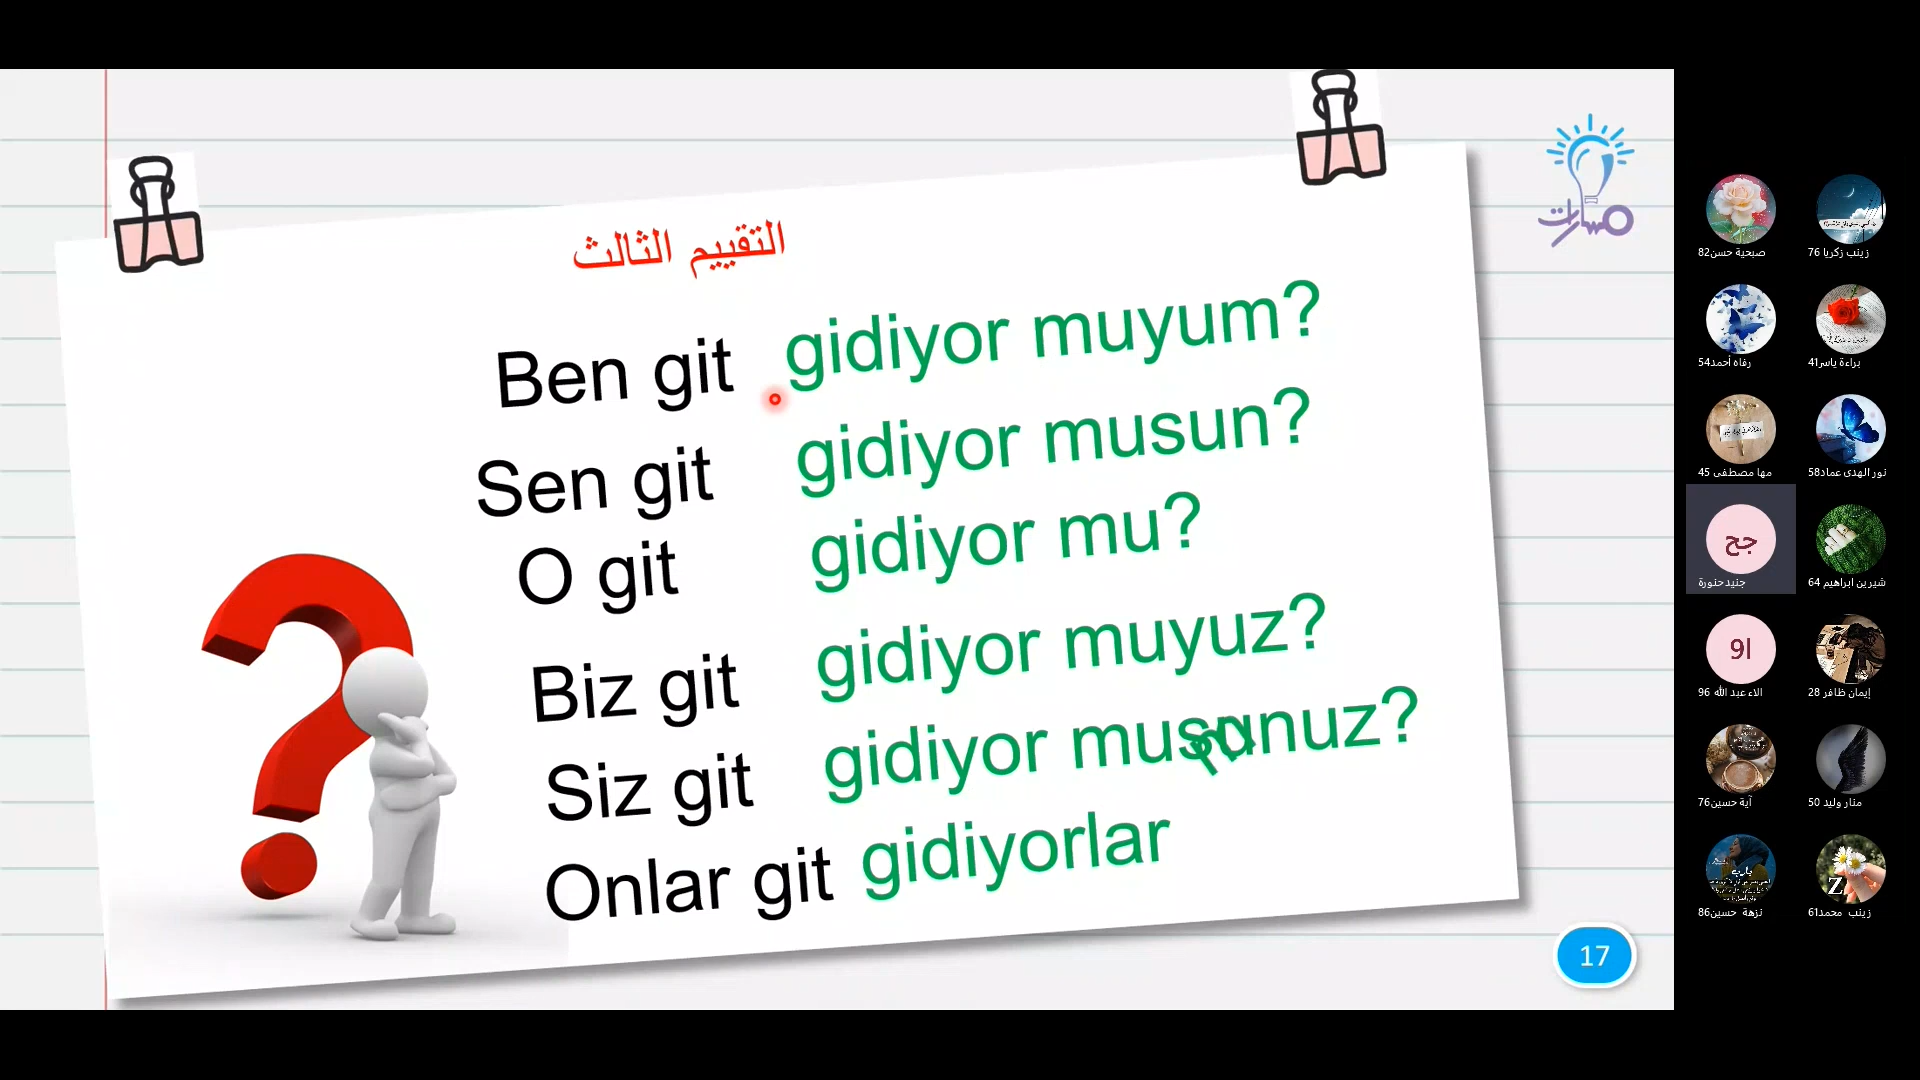 التقييم الثالث
Ben git gidiyor muyum?
Sen git gidiyor musun?
O git gidiyor mu?
Biz git gidiyor muyuz?
Siz git gidiyor musunuz?
Onlar git gidiyorlar
17
مسارات
صبحية حسن82
زينب زكريا 76
رفاه أحمد54
براءة ياسر41
مها مصطفى 45
نور الهدى عماد58
جح
جنيد حنورة
شيرين ابراهيم 64
ا9
الاء عبد الله 96
إيمان ظافر 28
آية حسين76
منار وليد 50
نزهة حسين86
Z
زينب محمد61